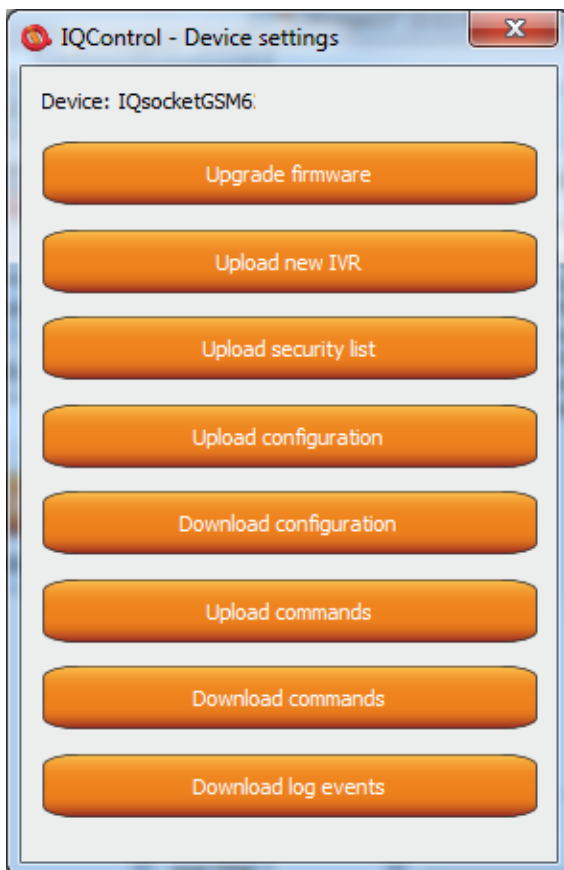 IQControl - Device settings
Device: IQsocketGSM6
Upgrade firmware
Upload new IVR
Upload security list
Upload configuration
Download configuration
Upload commands
Download commands
Download log events